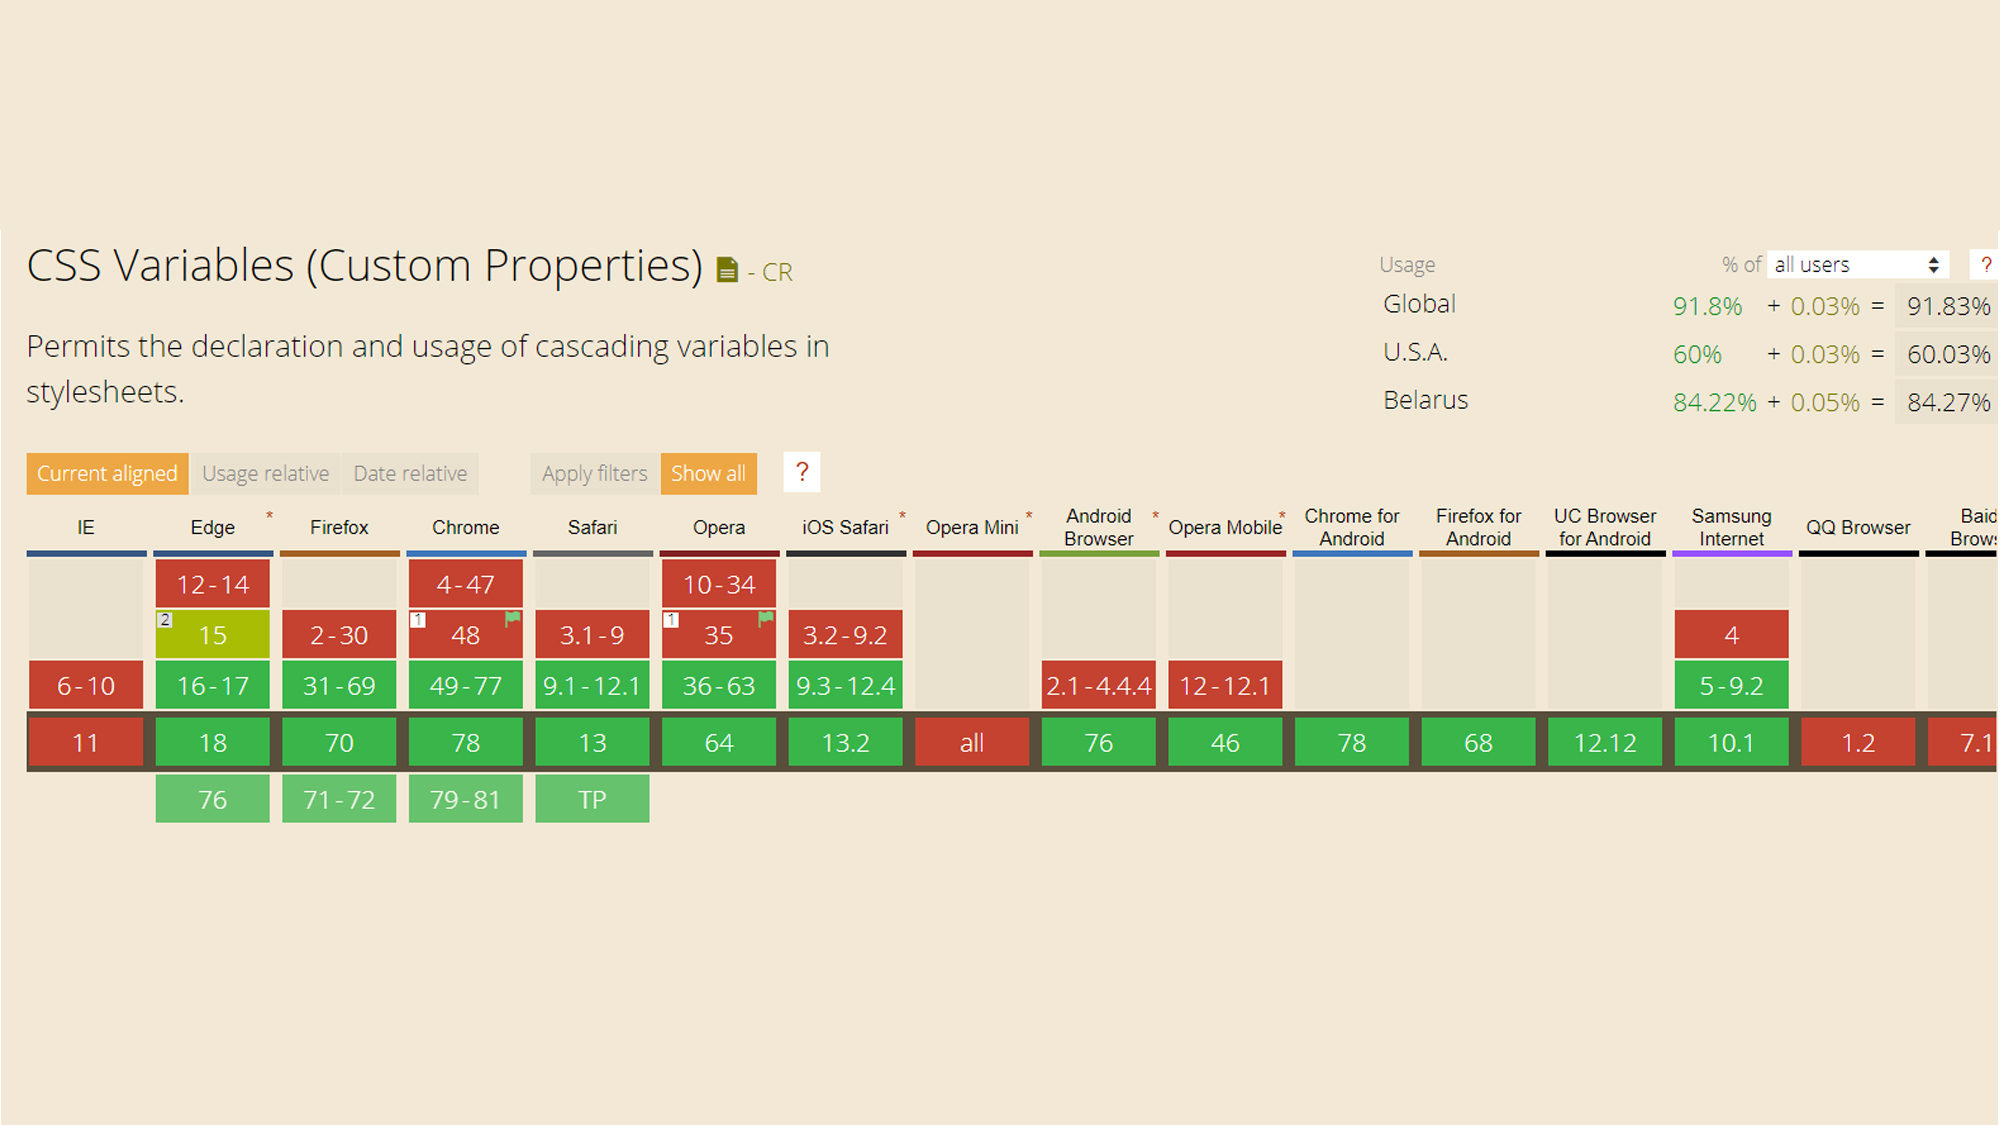 CSS Variables (Custom Properties) - CR
Permits the declaration and usage of cascading variables in
stylesheets.
Usage % of all users ?
Global 91.8% + 0.03% = 91.83%
U.S.A. 60% + 0.03% = 60.03%
Belarus 84.22% + 0.05% = 84.27%
Current aligned Usage relative Date relative Apply filters Show all ?
IE Edge * Firefox Chrome Safari Opera iOS Safari * Opera Mini * Android Browser * Opera Mobile * Chrome for Android Firefox for Android UC Browser for Android Samsung Internet QQ Browser Baid Brows
12-14 4-47 10-34
2 15 2-30 1 48 3.1-9 1 35 3.2-9.2 4
6-10 16-17 31-69 49-77 9.1-12.1 36-63 9.3-12.4 2.1-4.4.4 12-12.1 5-9.2
11 18 70 78 13 64 13.2 all 76 46 78 68 12.12 10.1 1.2 7.1
76 71-72 79-81 TP